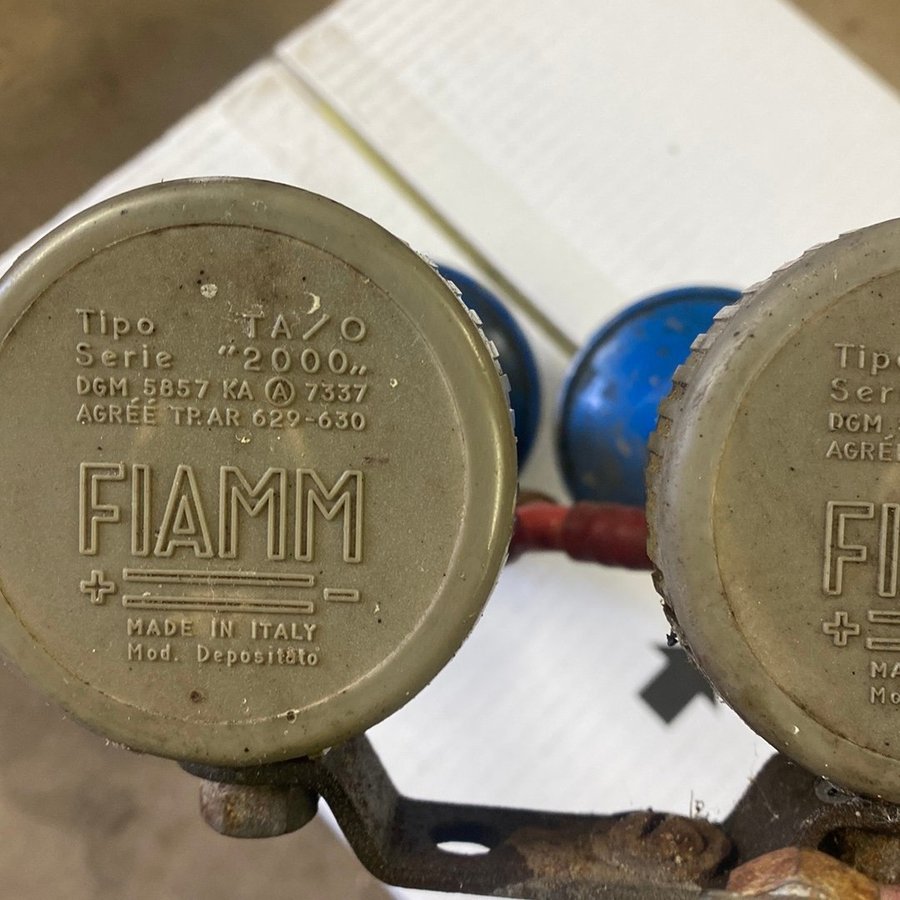 Tipo TA/O
Serie “2000„
DGM 5857 KA Ⓐ 7337
AGRÉÉ TP.AR 629-630
FIAMM
+ -
MADE IN ITALY
Mod. Depositato
Tipo
Ser
DGM
AGRÉ
FI
+
MA
Mo